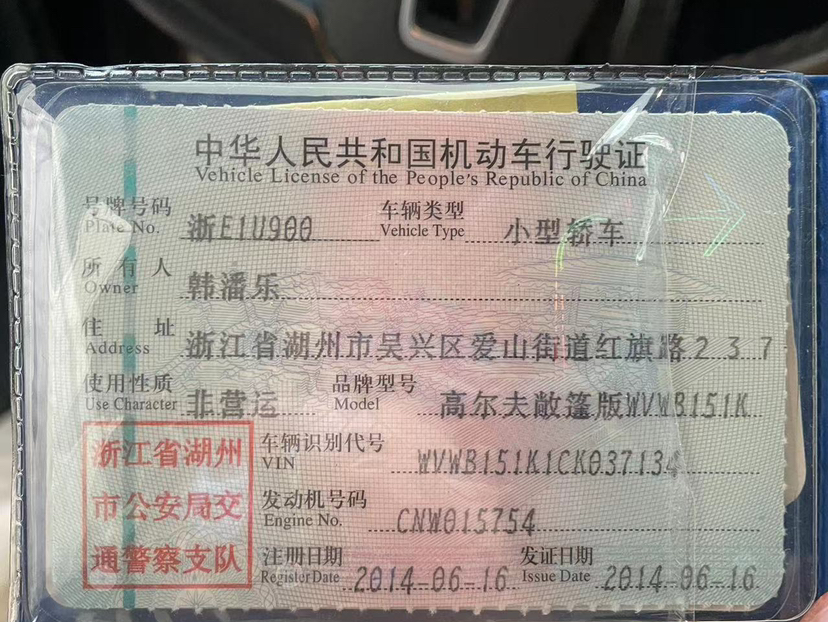 中华人民共和国机动车行驶证
Vehicle License of the People's Republic of China
号牌号码 浙E1U900 车辆类型 小型轿车
Plate No. Vehicle Type
所有人 韩潘乐
Owner
住址 浙江省湖州市吴兴区爱山街道红旗路237
Address
使用性质 非营运 品牌型号 高尔夫敞篷版WVWB151K
Use Character Model
浙江省湖州
市公安局交
通警察支队
车辆识别代号 WVWB151K1CK037134
VIN
发动机号码 CNW015754
Engine No.
注册日期 2014-06-16 发证日期 2014-06-16
Register Date Issue Date